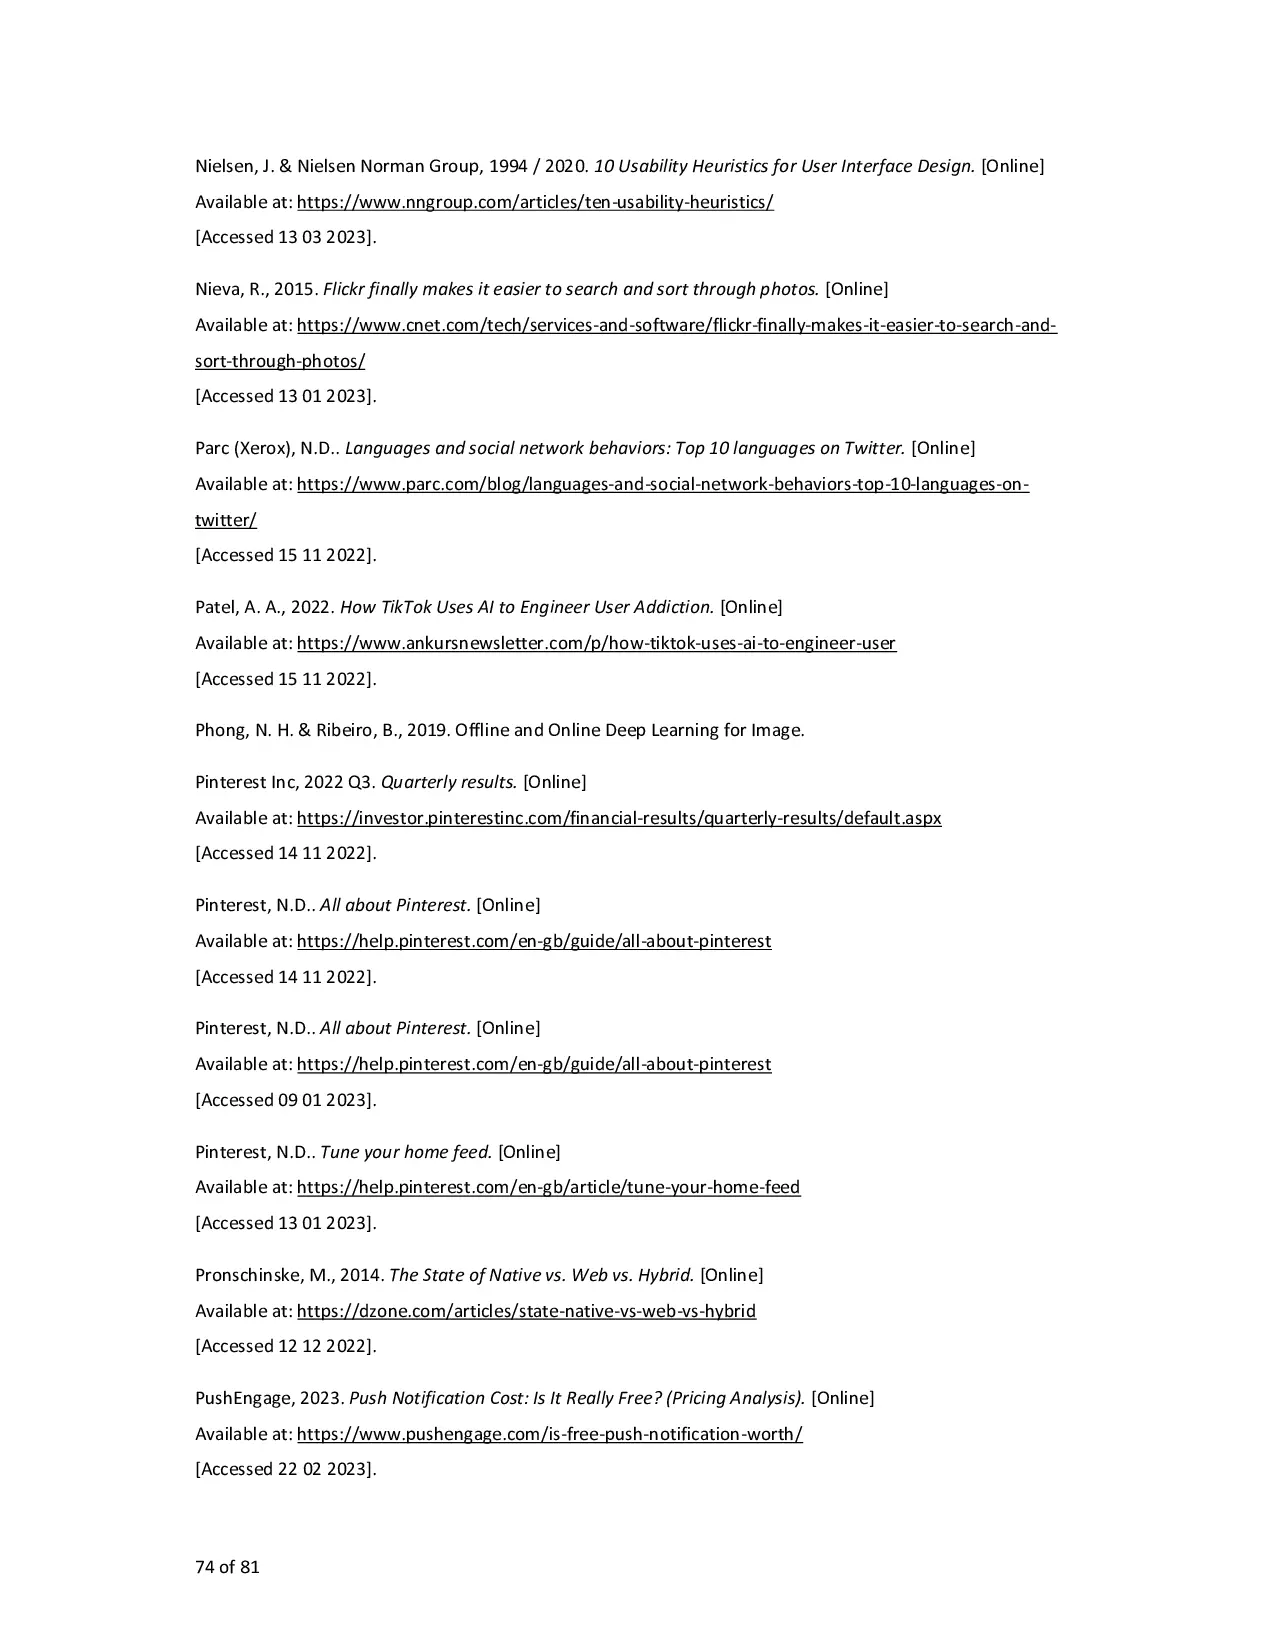 Nielsen, J. & Nielsen Norman Group, 1994 / 2020. 10 Usability Heuristics for User Interface Design. [Online]
Available at: https://www.nngroup.com/articles/ten-usability-heuristics/
[Accessed 13 03 2023].
Nieva, R., 2015. Flickr finally makes it easier to search and sort through photos. [Online]
Available at: https://www.cnet.com/tech/services-and-software/flickr-finally-makes-it-easier-to-search-and-
sort-through-photos/
[Accessed 13 01 2023].
Parc (Xerox), N.D.. Languages and social network behaviors: Top 10 languages on Twitter. [Online]
Available at: https://www.parc.com/blog/languages-and-social-network-behaviors-top-10-languages-on-
twitter/
[Accessed 15 11 2022].
Patel, A. A., 2022. How TikTok Uses AI to Engineer User Addiction. [Online]
Available at: https://www.ankursnewsletter.com/p/how-tiktok-uses-ai-to-engineer-user
[Accessed 15 11 2022].
Phong, N. H. & Ribeiro, B., 2019. Offline and Online Deep Learning for Image.
Pinterest Inc, 2022 Q3. Quarterly results. [Online]
Available at: https://investor.pinterestinc.com/financial-results/quarterly-results/default.aspx
[Accessed 14 11 2022].
Pinterest, N.D.. All about Pinterest. [Online]
Available at: https://help.pinterest.com/en-gb/guide/all-about-pinterest
[Accessed 14 11 2022].
Pinterest, N.D.. All about Pinterest. [Online]
Available at: https://help.pinterest.com/en-gb/guide/all-about-pinterest
[Accessed 09 01 2023].
Pinterest, N.D.. Tune your home feed. [Online]
Available at: https://help.pinterest.com/en-gb/article/tune-your-home-feed
[Accessed 13 01 2023].
Pronschinske, M., 2014. The State of Native vs. Web vs. Hybrid. [Online]
Available at: https://dzone.com/articles/state-native-vs-web-vs-hybrid
[Accessed 12 12 2022].
PushEngage, 2023. Push Notification Cost: Is It Really Free? (Pricing Analysis). [Online]
Available at: https://www.pushengage.com/is-free-push-notification-worth/
[Accessed 22 02 2023].
74 of 81